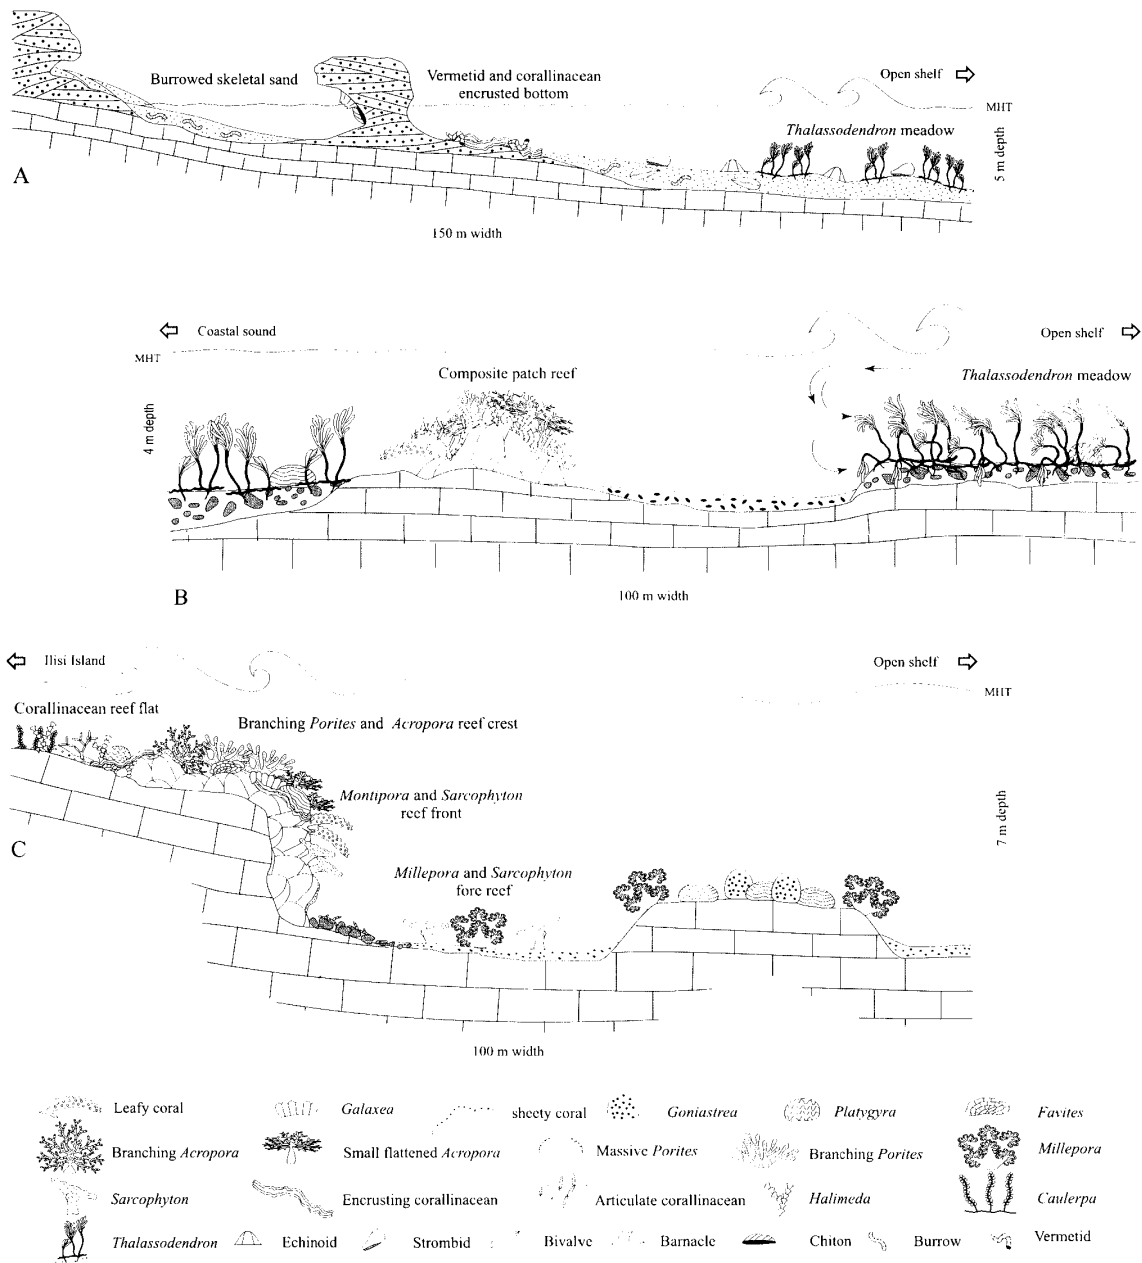 Burrowed skeletal sand
Vermetid and corallinacean
encrusted bottom
Open shelf
MHT
Thalassodendron meadow
5 m depth
A
150 m width
Coastal sound
Open shelf
MHT
Composite patch reef
Thalassodendron meadow
4 m depth
B
100 m width
Ilisi Island
Open shelf
MHT
Corallinacean reef flat
Branching Porites and Acropora reef crest
Montipora and Sarcophyton
reef front
7 m depth
C
Millepora and Sarcophyton
fore reef
100 m width
Leafy coral
Galaxea
sheety coral
Goniastrea
Platygyra
Favites
Branching Acropora
Small flattened Acropora
Massive Porites
Branching Porites
Millepora
Sarcophyton
Encrusting corallinacean
Articulate corallinacean
Halimeda
Caulerpa
Thalassodendron
Echinoid
Strombid
Bivalve
Barnacle
Chiton
Burrow
Vermetid